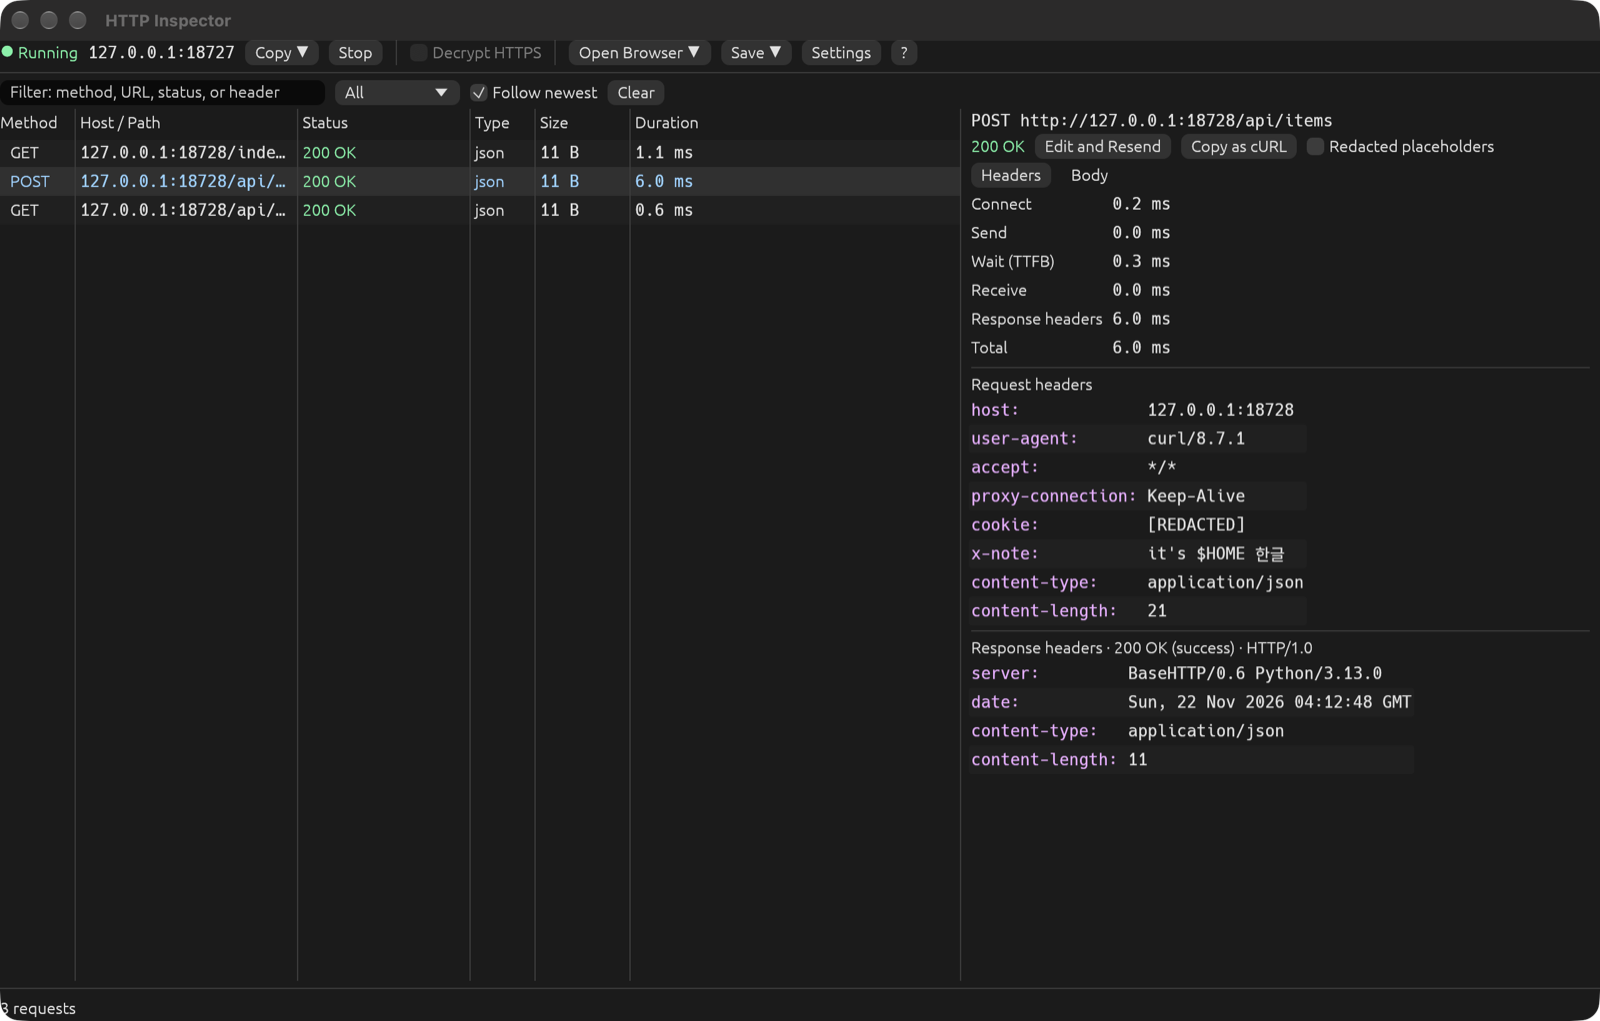 HTTP Inspector
Running 127.0.0.1:18727 Copy ▼ Stop Decrypt HTTPS Open Browser ▼ Save ▼ Settings ?
Filter: method, URL, status, or header All ▼ Follow newest Clear
Method Host / Path Status Type Size Duration
GET 127.0.0.1:18728/inde… 200 OK json 11 B 1.1 ms
POST 127.0.0.1:18728/api/… 200 OK json 11 B 6.0 ms
GET 127.0.0.1:18728/api/… 200 OK json 11 B 0.6 ms
POST http://127.0.0.1:18728/api/items
200 OK Edit and Resend Copy as cURL Redacted placeholders
Headers Body
Connect 0.2 ms
Send 0.0 ms
Wait (TTFB) 0.3 ms
Receive 0.0 ms
Response headers 6.0 ms
Total 6.0 ms
Request headers
host: 127.0.0.1:18728
user-agent: curl/8.7.1
accept: */*
proxy-connection: Keep-Alive
cookie: [REDACTED]
x-note: it's $HOME 한글
content-type: application/json
content-length: 21
Response headers · 200 OK (success) · HTTP/1.0
server: BaseHTTP/0.6 Python/3.13.0
date: Sun, 22 Nov 2026 04:12:48 GMT
content-type: application/json
content-length: 11
3 requests